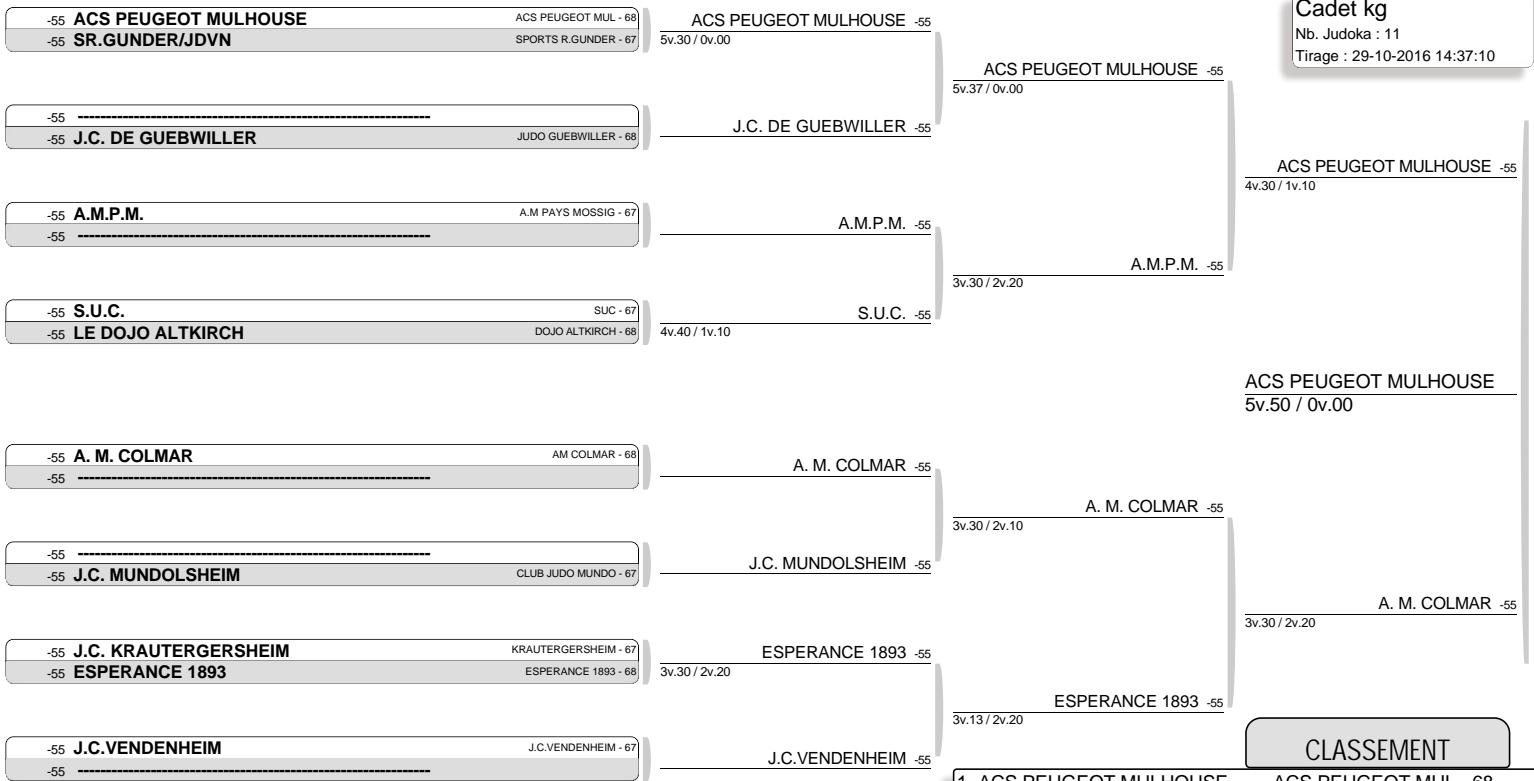 Cadet kg
Nb. Judoka : 11
Tirage : 29-10-2016 14:37:10
-55 ACS PEUGEOT MULHOUSE ACS PEUGEOT MUL - 68
-55 SR.GUNDER/JDVN SPORTS R.GUNDER - 67
-55 ----------------------------------------------------------------
-55 J.C. DE GUEBWILLER JUDO GUEBWILLER - 68
-55 A.M.P.M. A.M PAYS MOSSIG - 67
-55 ----------------------------------------------------------------
-55 S.U.C. SUC - 67
-55 LE DOJO ALTKIRCH DOJO ALTKIRCH - 68
-55 A. M. COLMAR AM COLMAR - 68
-55 ----------------------------------------------------------------
-55 ----------------------------------------------------------------
-55 J.C. MUNDOLSHEIM CLUB JUDO MUNDO - 67
-55 J.C. KRAUTERGERSHEIM KRAUTERGERSHEIM - 67
-55 ESPERANCE 1893 ESPERANCE 1893 - 68
-55 J.C.VENDENHEIM J.C.VENDENHEIM - 67
-55 ----------------------------------------------------------------
ACS PEUGEOT MULHOUSE -55
5v.30 / 0v.00
J.C. DE GUEBWILLER -55
A.M.P.M. -55
S.U.C. -55
4v.40 / 1v.10
A. M. COLMAR -55
J.C. MUNDOLSHEIM -55
ESPERANCE 1893 -55
3v.30 / 2v.20
J.C.VENDENHEIM -55
ACS PEUGEOT MULHOUSE -55
5v.37 / 0v.00
A.M.P.M. -55
3v.30 / 2v.20
A. M. COLMAR -55
3v.30 / 2v.10
ESPERANCE 1893 -55
3v.13 / 2v.20
ACS PEUGEOT MULHOUSE -55
4v.30 / 1v.10
ACS PEUGEOT MULHOUSE
5v.50 / 0v.00
A. M. COLMAR -55
3v.30 / 2v.20
CLASSEMENT
1. ACS PEUGEOT MULHOUSE ACS PEUGEOT MUL - 68